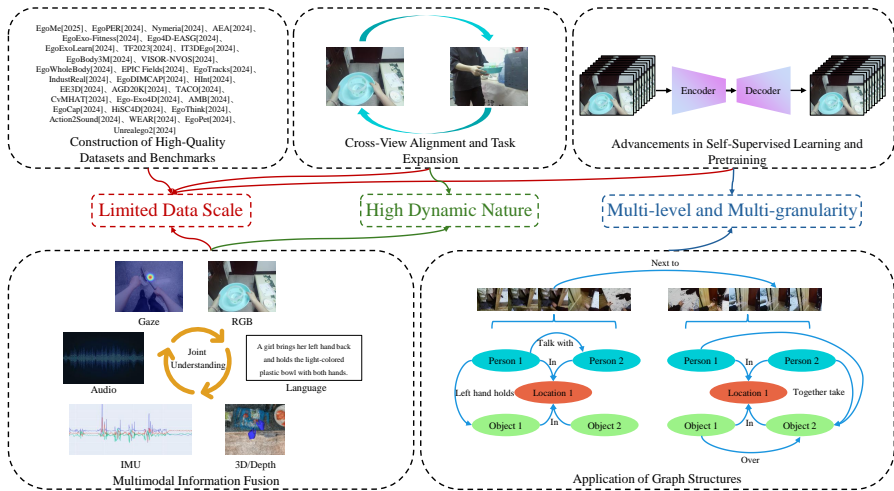 EgoMe[2025]、EgoPER[2024]、Nymeria[2024]、AEA[2024]、
EgoExo-Fitness[2024]、Ego4D-EASG[2024]、
EgoExoLearn[2024]、TF2023[2024]、IT3DEgo[2024]、
EgoBody3M[2024]、VISOR-NVOS[2024]、
EgoWholeBody[2024]、EPIC Fields[2024]、EgoTracks[2024]、
IndustReal[2024]、EgoDIMCAP[2024]、HInt[2024]、
EE3D[2024]、AGD20K[2024]、TACO[2024]、
CvMHAT[2024]、Ego-Exo4D[2024]、AMB[2024]、
EgoCap[2024]、HiSC4D[2024]、EgoThink[2024]、
Action2Sound[2024]、WEAR[2024]、EgoPet[2024]、
Unrealego2[2024]
Construction of High-Quality
Datasets and Benchmarks
Cross-View Alignment and Task
Expansion
Encoder
Decoder
Advancements in Self-Supervised Learning and
Pretraining
Limited Data Scale
High Dynamic Nature
Multi-level and Multi-granularity
Gaze
RGB
Joint
Understanding
Audio
A girl brings her left hand back
and holds the light-colored
plastic bowl with both hands.
Language
IMU
3D/Depth
Multimodal Information Fusion
Next to
Talk with
Person 1
In
Person 2
Left hand holds
Location 1
Object 1
In
Object 2
Person 1
In
Person 2
Location 1
Together take
Object 1
In
Object 2
Over
Application of Graph Structures